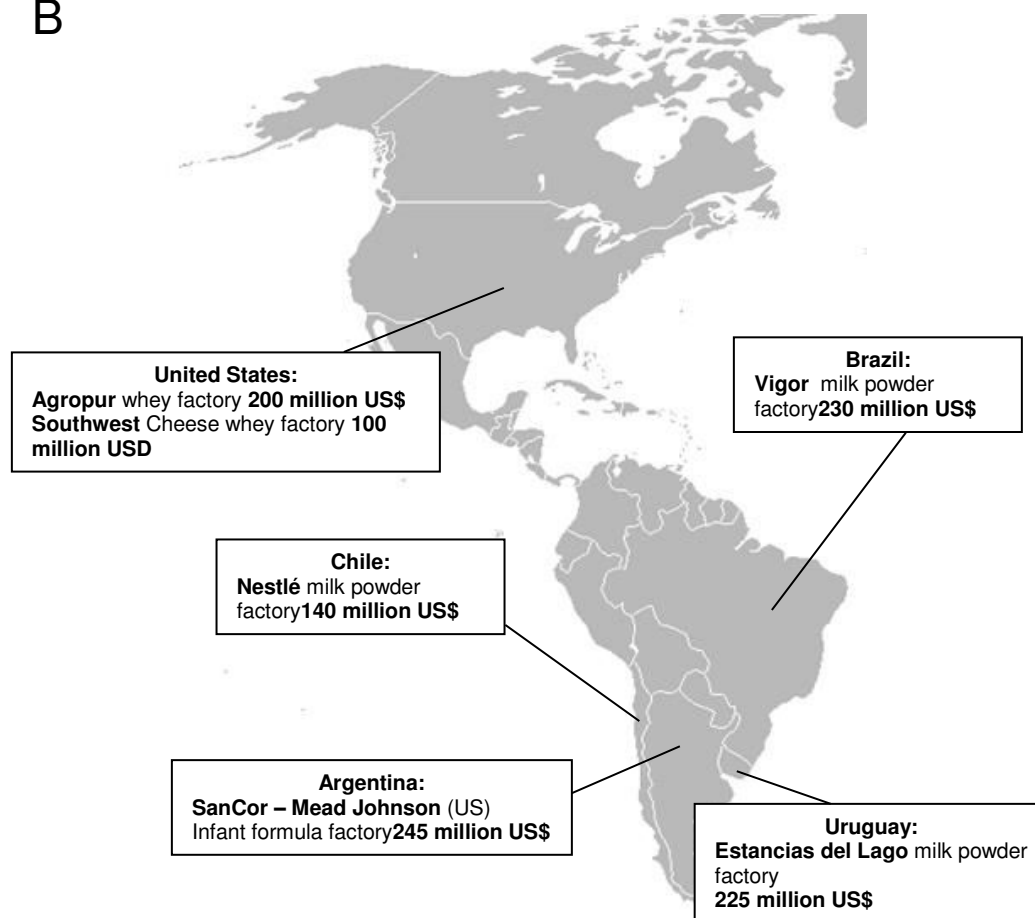 B
United States:
Agropur whey factory 200 million US$
Southwest Cheese whey factory 100
million USD
Brazil:
Vigor milk powder
factory230 million US$
Chile:
Nestlé milk powder
factory140 million US$
Argentina:
SanCor – Mead Johnson (US)
Infant formula factory245 million US$
Uruguay:
Estancias del Lago milk powder
factory
225 million US$